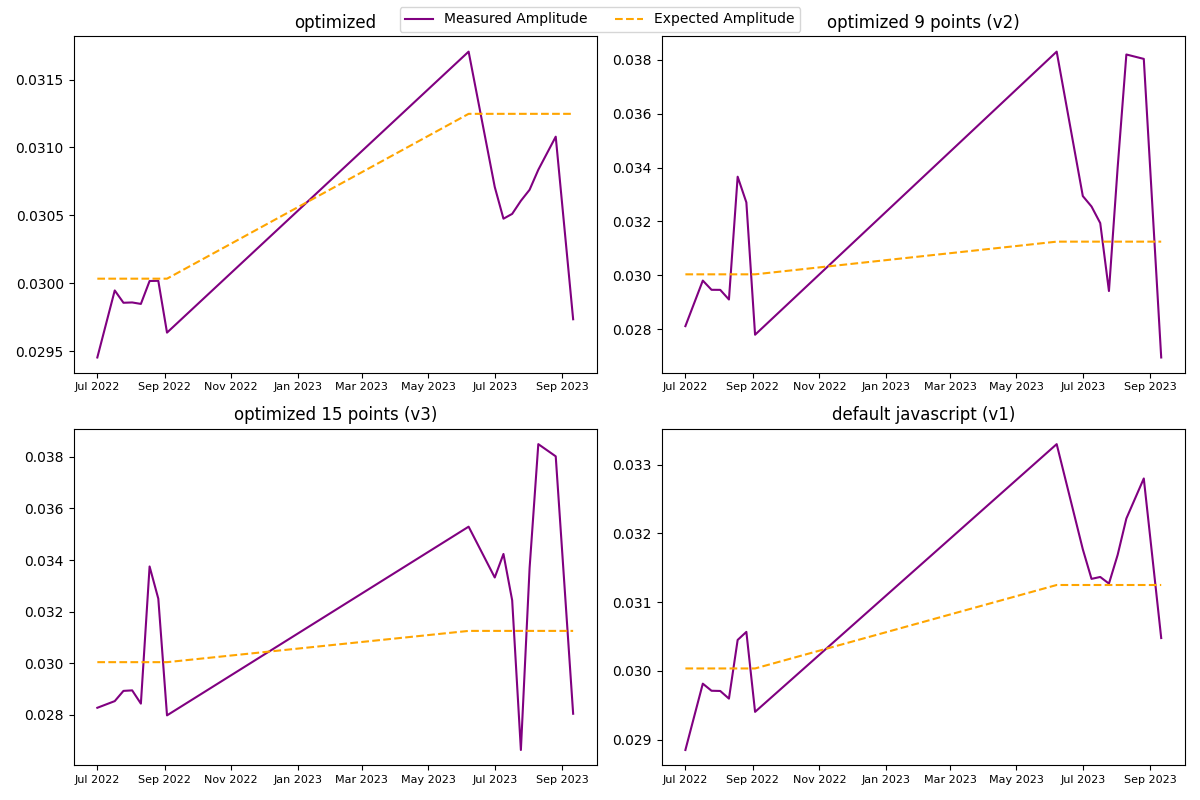 Measured Amplitude
Expected Amplitude
optimized
0.0315
0.0310
0.0305
0.0300
0.0295
Jul 2022
Sep 2022
Nov 2022
Jan 2023
Mar 2023
May 2023
Jul 2023
Sep 2023
optimized 9 points (v2)
0.038
0.036
0.034
0.032
0.030
0.028
Jul 2022
Sep 2022
Nov 2022
Jan 2023
Mar 2023
May 2023
Jul 2023
Sep 2023
optimized 15 points (v3)
0.038
0.036
0.034
0.032
0.030
0.028
Jul 2022
Sep 2022
Nov 2022
Jan 2023
Mar 2023
May 2023
Jul 2023
Sep 2023
default javascript (v1)
0.033
0.032
0.031
0.030
0.029
Jul 2022
Sep 2022
Nov 2022
Jan 2023
Mar 2023
May 2023
Jul 2023
Sep 2023